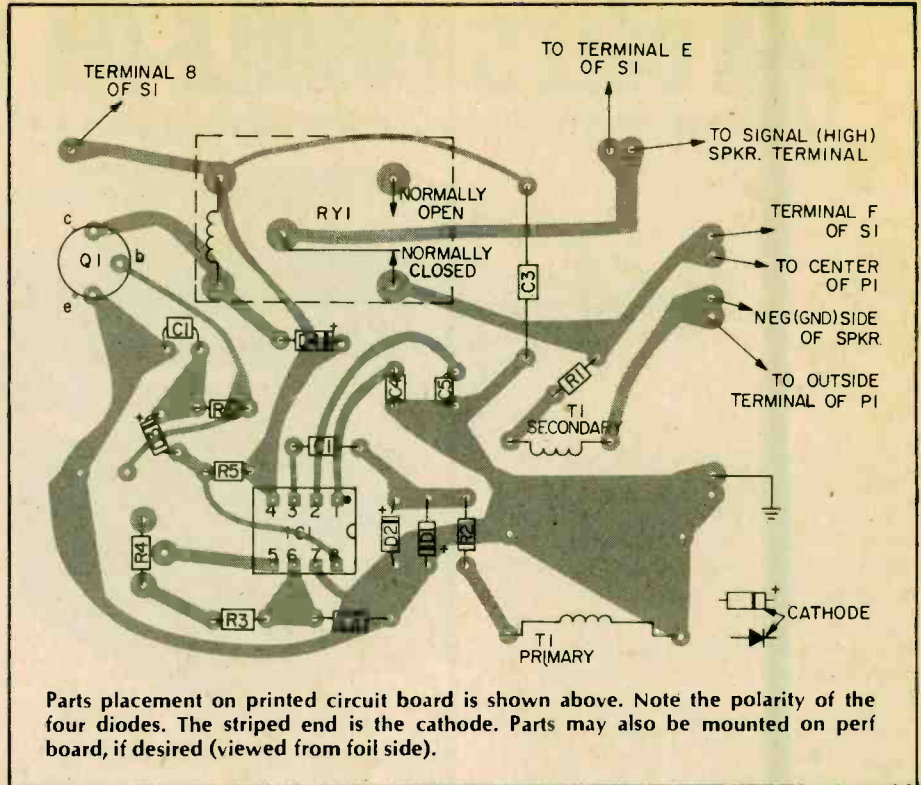 TERMINAL 8
OF S1
TO TERMINAL E
OF S1
TO SIGNAL (HIGH)
SPKR. TERMINAL
NORMALLY
OPEN
RY1
NORMALLY
CLOSED
TERMINAL F
OF S1
TO CENTER
OF P1
NEG(GND)SIDE
OF SPKR.
TO OUTSIDE
TERMINAL OF P1
c
Q1
b
e
C3
C1
+
R1
C4
C5
T1
SECONDARY
+
R5
4 3 2 1
IC1
5 6 7 8
+
D2
D1
+
R2
R4
R3
T1
PRIMARY
+
CATHODE
Parts placement on printed circuit board is shown above. Note the polarity of the
four diodes. The striped end is the cathode. Parts may also be mounted on perf
board, if desired (viewed from foil side).